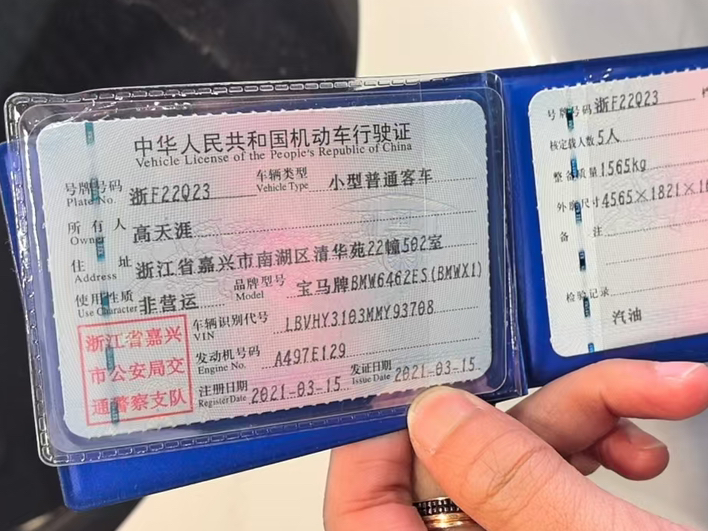 中华人民共和国机动车行驶证
Vehicle License of the People's Republic of China
号牌号码 浙F22Q23 车辆类型 小型普通客车
Plate No. Vehicle Type
所有人 高天涯
Owner
住址 浙江省嘉兴市南湖区清华苑22幢502室
Address
使用性质 非营运 品牌型号 宝马牌BMW6462ES(BMWX1)
Use Character Model
浙江省嘉兴
市公安局交
通警察支队
车辆识别代号 LBVHY3103MMY93708
VIN
发动机号码 A497E129
Engine No.
注册日期 2021-03-15 发证日期 2021-03-15
Register Date Issue Date
号牌号码 浙F22Q23
核定载人数 5人
整备质量 1565kg
外廓尺寸 4565×1821×1
备注
检验记录
汽油